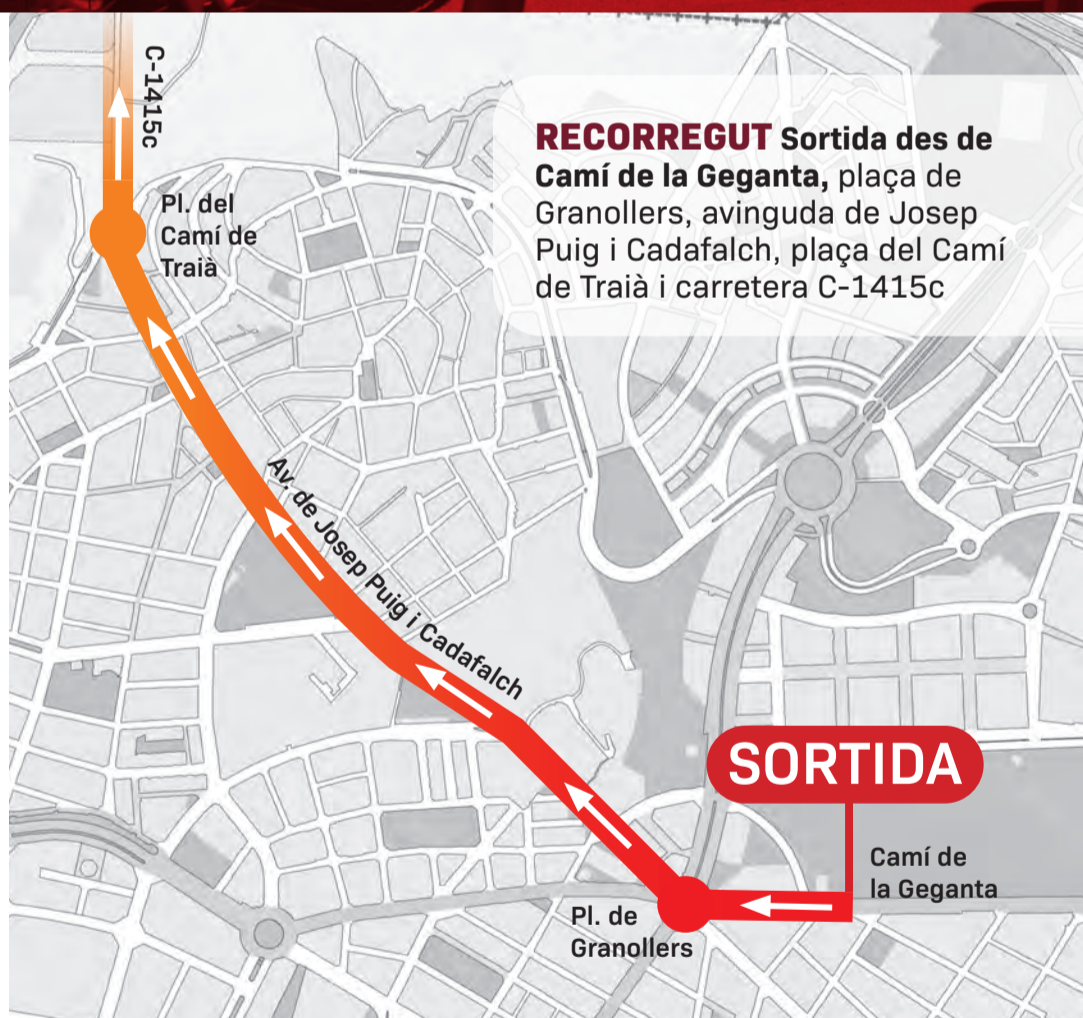 C-1415c
RECORREGUT Sortida des de
Camí de la Geganta, plaça de
Granollers, avinguda de Josep
Puig i Cadafalch, plaça del Camí
de Traià i carretera C-1415c
Pl. del
Camí de
Traià
Av. de Josep Puig i Cadafalch
SORTIDA
Camí de
la Geganta
Pl. de
Granollers